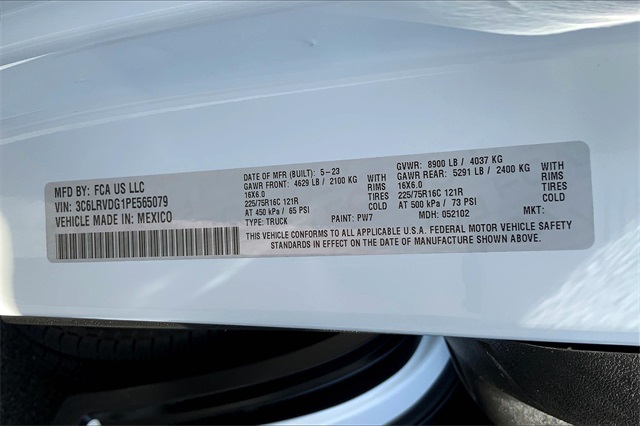 MFD BY: FCA US LLC
VIN: 3C6LRVDG1PE565079
VEHICLE MADE IN: MEXICO
DATE OF MFR (BUILT): 5-23
GAWR FRONT: 4629 LB / 2100 KG WITH
16X6.0 RIMS
225/75R16C 121R TIRES
AT 450 kPa / 65 PSI COLD
TYPE: TRUCK PAINT: PW7
GVWR: 8900 LB / 4037 KG
GAWR REAR: 5291 LB / 2400 KG WITH
16X6.0 RIMS
225/75R16C 121R TIRES
AT 500 kPa / 73 PSI COLD
MDH: 052102 MKT:
THIS VEHICLE CONFORMS TO ALL APPLICABLE U.S.A. FEDERAL MOTOR VEHICLE SAFETY
STANDARDS IN EFFECT ON THE DATE OF MANUFACTURE SHOWN ABOVE.